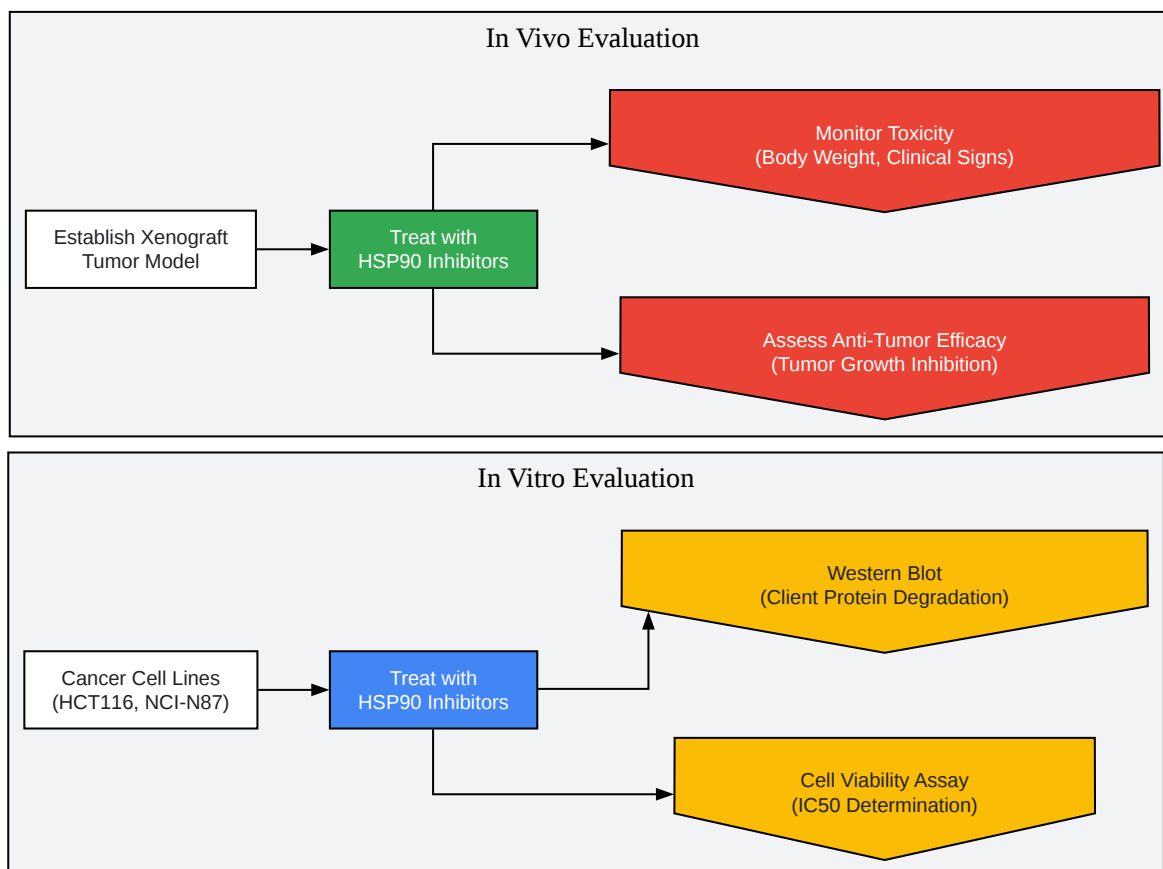 In Vivo Evaluation
Monitor Toxicity
(Body Weight, Clinical Signs)
Establish Xenograft
Tumor Model
Treat with
HSP90 Inhibitors
Assess Anti-Tumor Efficacy
(Tumor Growth Inhibition)
In Vitro Evaluation
Western Blot
(Client Protein Degradation)
Cancer Cell Lines
(HCT116, NCI-N87)
Treat with
HSP90 Inhibitors
Cell Viability Assay
(IC50 Determination)